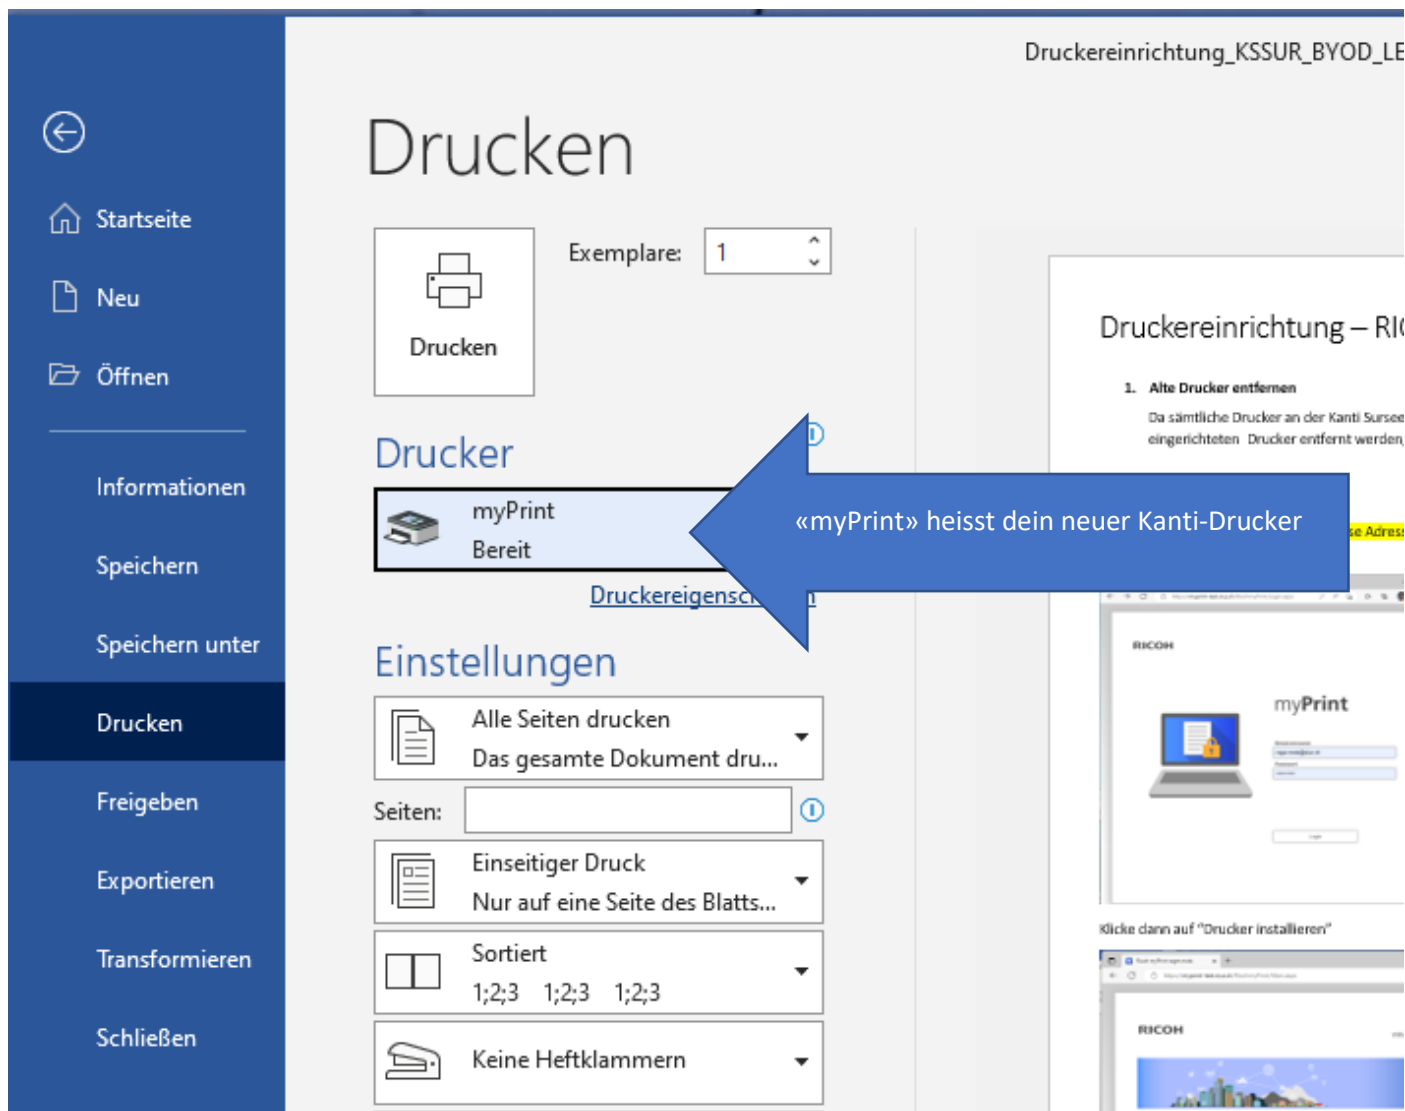 Druckereinrichtung_KSSUR_BYOD_LE
Drucken
Startseite
Neu
Öffnen
Informationen
Speichern
Speichern unter
Drucken
Freigeben
Exportieren
Transformieren
Schließen
Drucken
Exemplare: 1
Drucker
myPrint
Bereit
«myPrint» heisst dein neuer Kanti-Drucker
Einstellungen
Alle Seiten drucken
Das gesamte Dokument dru...
Seiten:
Einseitiger Druck
Nur auf eine Seite des Blatts...
Sortiert
1;2;3 1;2;3 1;2;3
Keine Heftklammern
Druckereinrichtung – RI
1. Alte Drucker entfernen
Da sämtliche Drucker an der Kanti Sursee
eingerichteten Drucker entfernt werden,
se Adress
RICOH
myPrint
Login
Klicke dann auf "Drucker installieren"
RICOH